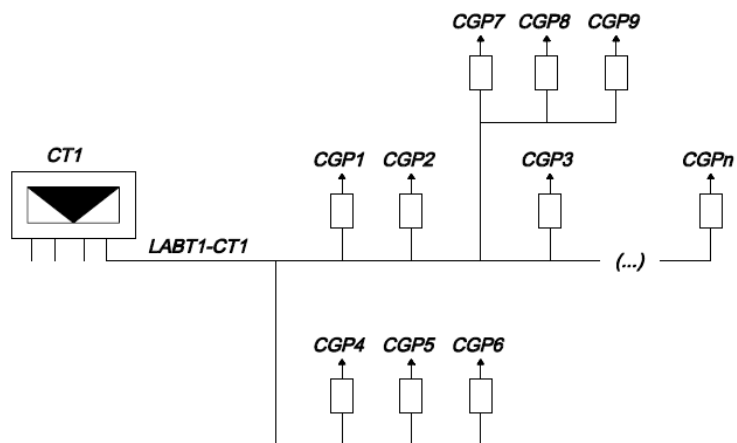 CGP7 CGP8 CGP9
CT1
CGP1 CGP2 CGP3 CGPn
LABT1-CT1
(...)
CGP4 CGP5 CGP6